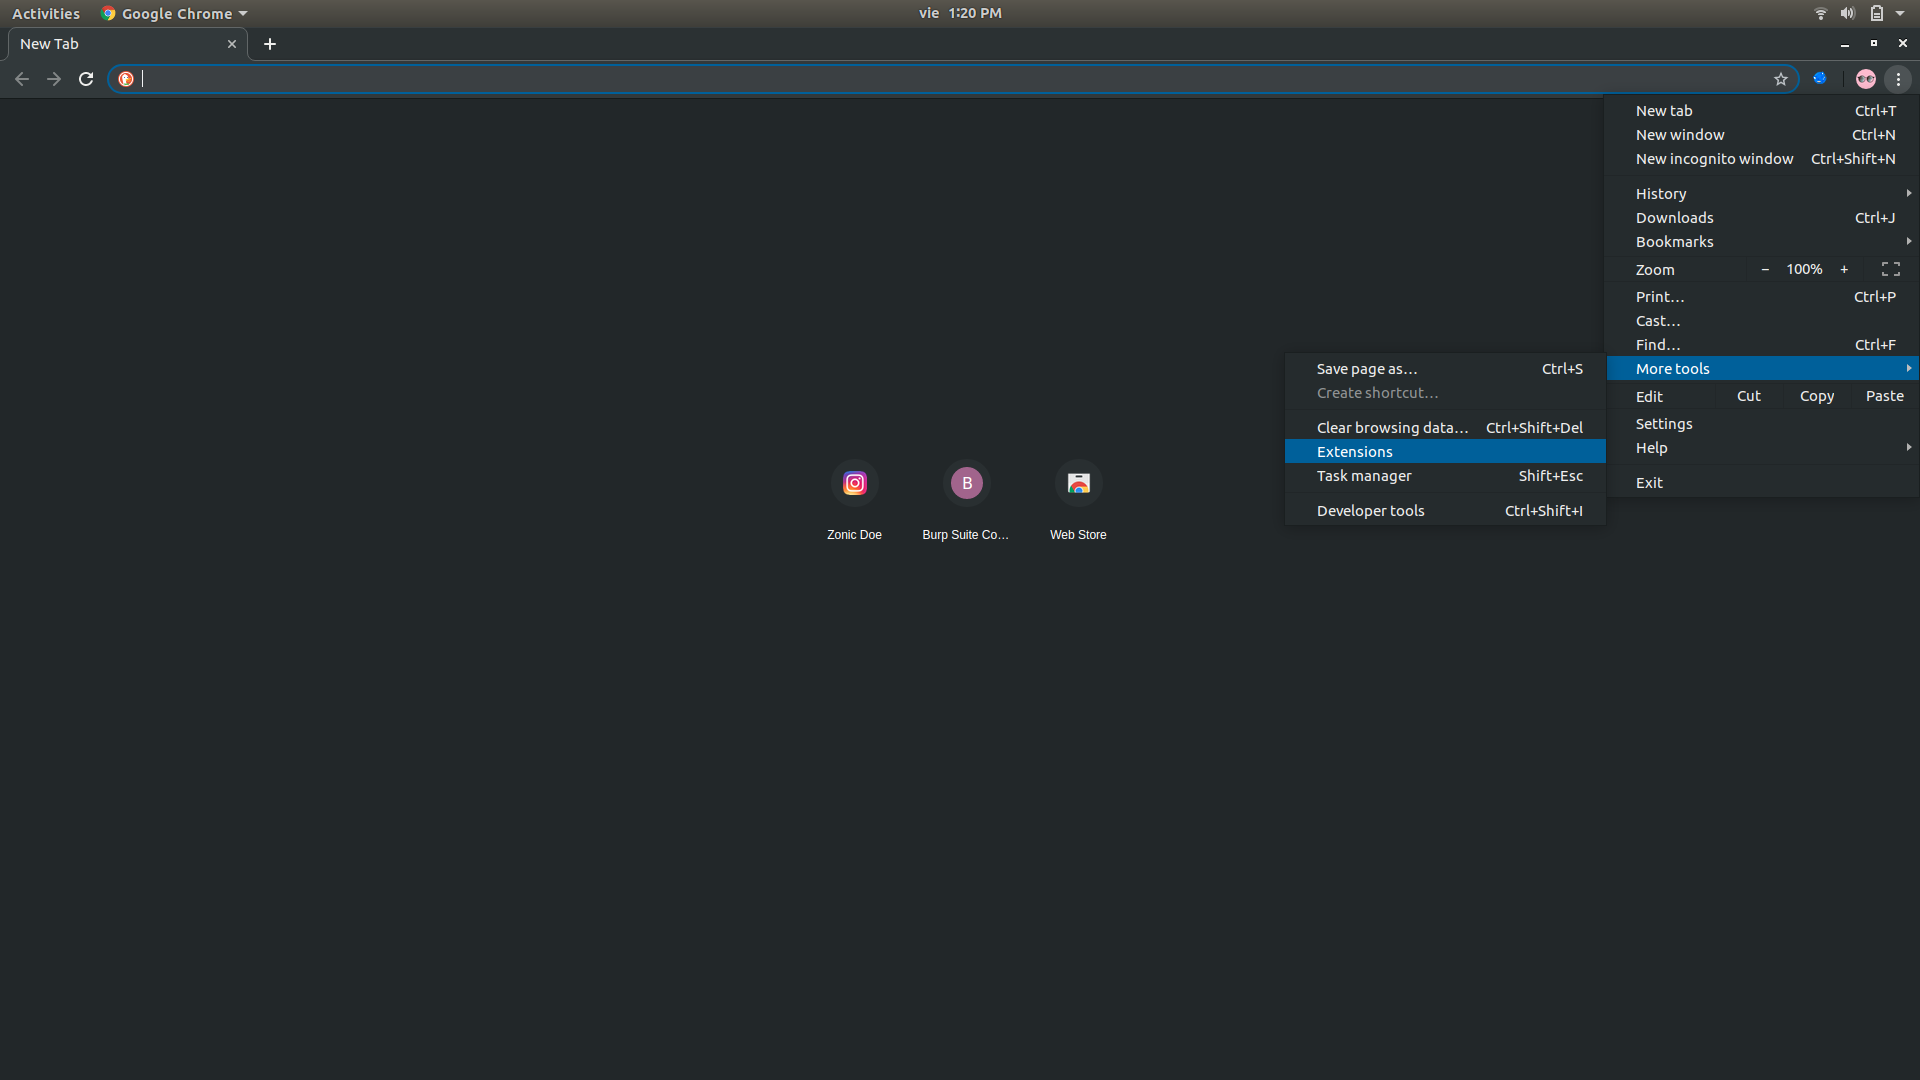 Activities Google Chrome vie 1:20 PM
New Tab
New tab Ctrl+T
New window Ctrl+N
New incognito window Ctrl+Shift+N
History
Downloads Ctrl+J
Bookmarks
Zoom − 100% +
Print… Ctrl+P
Cast…
Find… Ctrl+F
More tools
Edit Cut Copy Paste
Settings
Help
Exit
Save page as… Ctrl+S
Create shortcut…
Clear browsing data… Ctrl+Shift+Del
Extensions
Task manager Shift+Esc
Developer tools Ctrl+Shift+I
B
Zonic Doe Burp Suite Co… Web Store